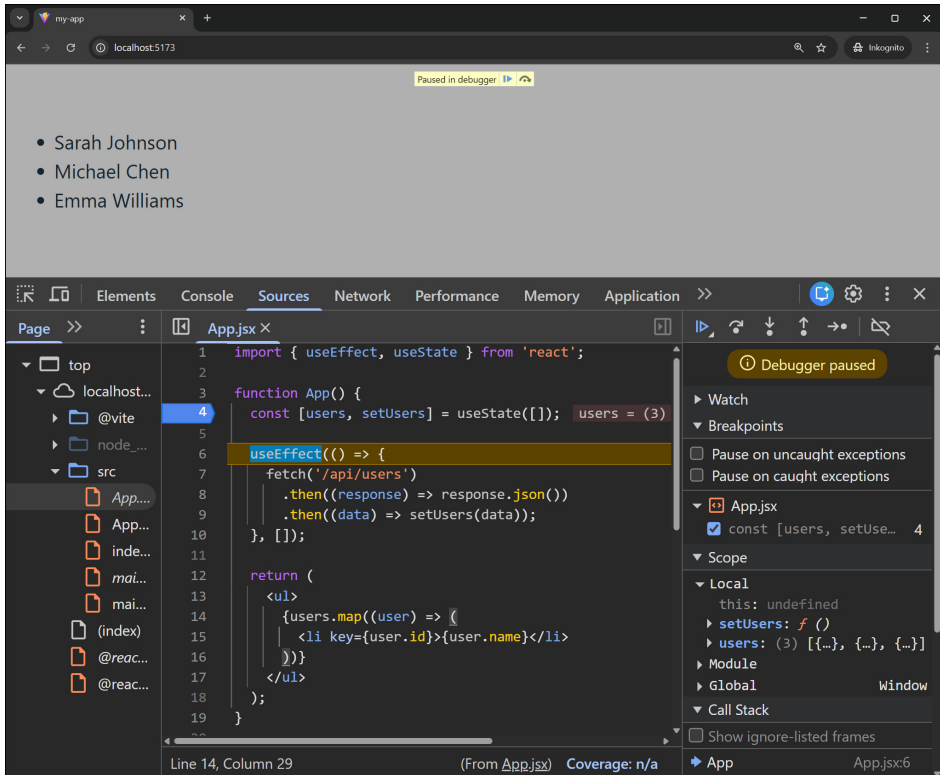 my-app
localhost:5173
Inkognito
Paused in debugger
Sarah Johnson
Michael Chen
Emma Williams
Elements Console Sources Network Performance Memory Application
Page
App.jsx
top
localhost…
@vite
node_…
src
App.…
App…
inde…
mai…
mai…
(index)
@reac…
@reac…
1 import { useEffect, useState } from 'react';
2
3 function App() {
4 const [users, setUsers] = useState([]); users = (3)
5
6 useEffect(() => {
7 fetch('/api/users')
8 .then((response) => response.json())
9 .then((data) => setUsers(data));
10 }, []);
11
12 return (
13 <ul>
14 {users.map((user) => (
15 <li key={user.id}>{user.name}</li>
16 ))}
17 </ul>
18 );
19 }
Line 14, Column 29 (From App.jsx) Coverage: n/a
Debugger paused
Watch
Breakpoints
Pause on uncaught exceptions
Pause on caught exceptions
App.jsx
const [users, setUse… 4
Scope
Local
this: undefined
setUsers: ƒ ()
users: (3) [{…}, {…}, {…}]
Module
Global Window
Call Stack
Show ignore-listed frames
App App.jsx:6